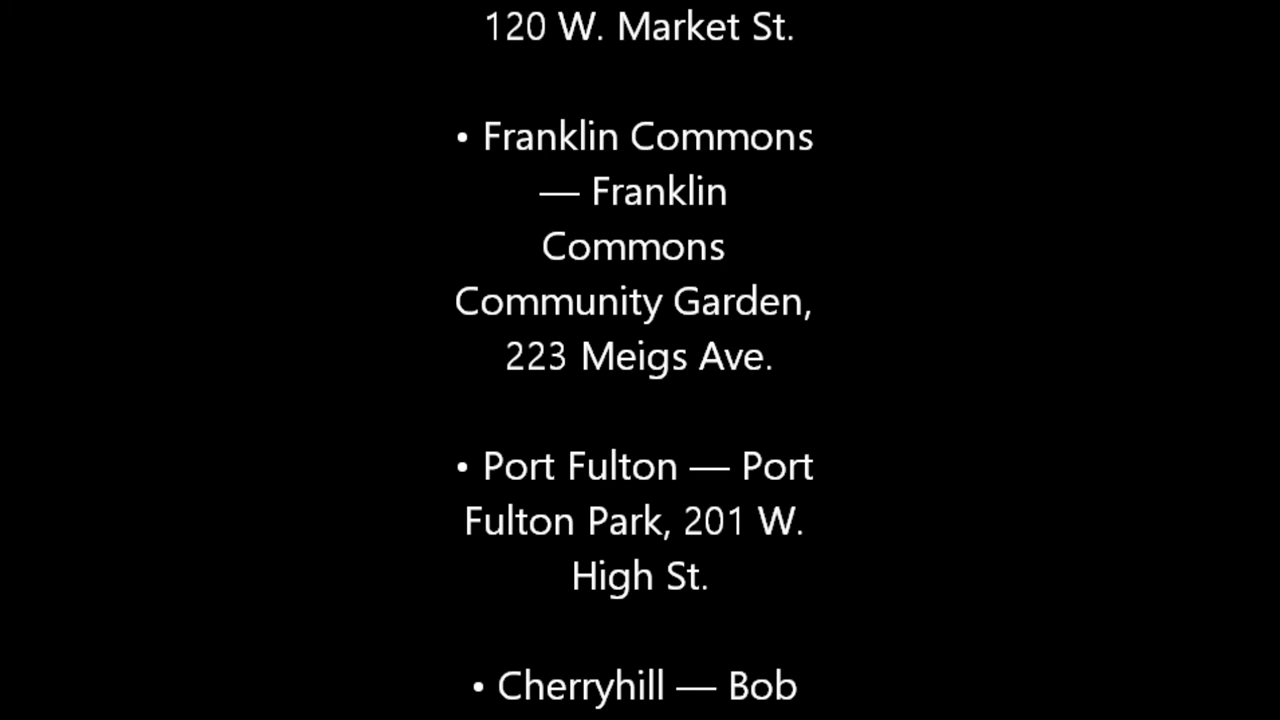 120 W. Market St.
• Franklin Commons
— Franklin
Commons
Community Garden,
223 Meigs Ave.
• Port Fulton — Port
Fulton Park, 201 W.
High St.
• Cherryhill — Bob